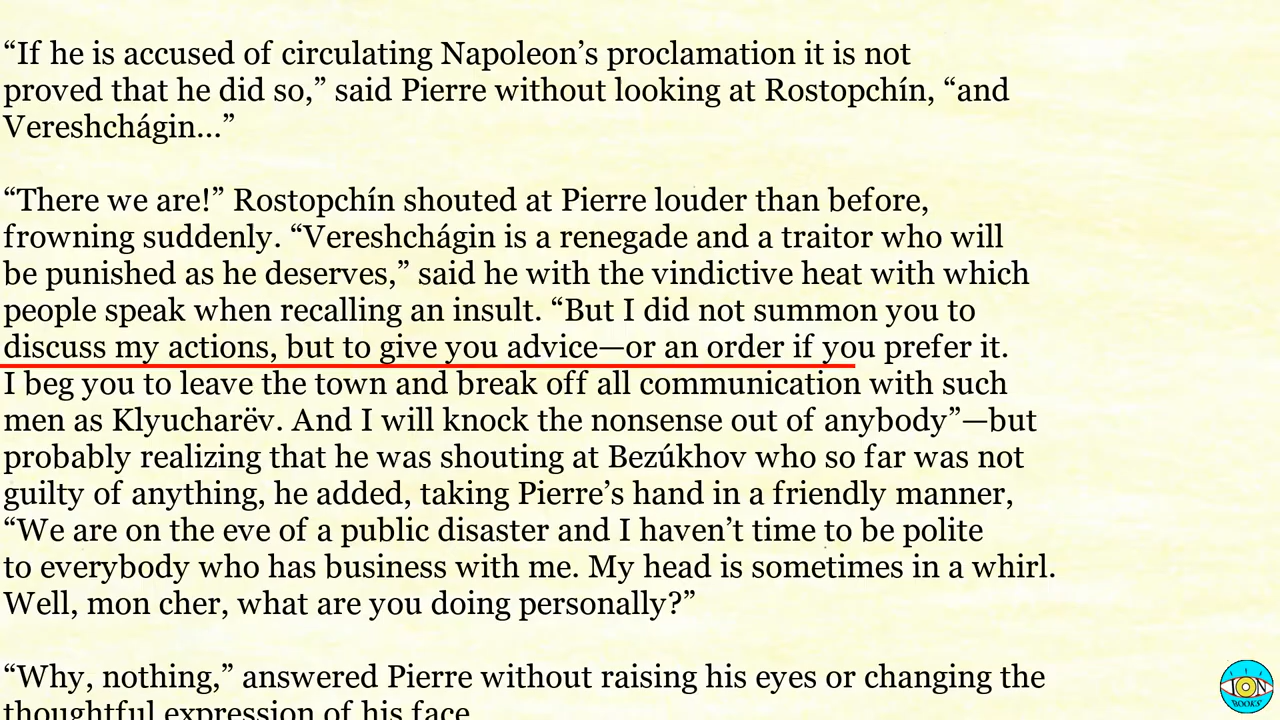 “If he is accused of circulating Napoleon’s proclamation it is not
proved that he did so,” said Pierre without looking at Rostopchín, “and
Vereshchágin...”
“There we are!” Rostopchín shouted at Pierre louder than before,
frowning suddenly. “Vereshchágin is a renegade and a traitor who will
be punished as he deserves,” said he with the vindictive heat with which
people speak when recalling an insult. “But I did not summon you to
discuss my actions, but to give you advice—or an order if you prefer it.
I beg you to leave the town and break off all communication with such
men as Klyucharëv. And I will knock the nonsense out of anybody”—but
probably realizing that he was shouting at Bezúkhov who so far was not
guilty of anything, he added, taking Pierre’s hand in a friendly manner,
“We are on the eve of a public disaster and I haven’t time to be polite
to everybody who has business with me. My head is sometimes in a whirl.
Well, mon cher, what are you doing personally?”
“Why, nothing,” answered Pierre without raising his eyes or changing the
thoughtful expression of his face
ION
BOOKS